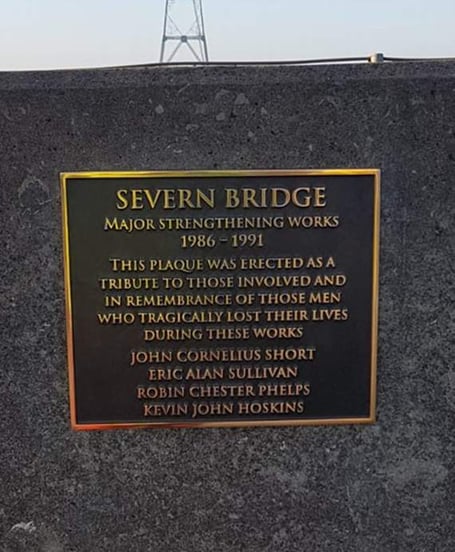 SEVERN BRIDGE
MAJOR STRENGTHENING WORKS
1986 – 1991
THIS PLAQUE WAS ERECTED AS A
TRIBUTE TO THOSE INVOLVED AND
IN REMEMBRANCE OF THOSE MEN
WHO TRAGICALLY LOST THEIR LIVES
DURING THESE WORKS
JOHN CORNELIUS SHORT
ERIC ALAN SULLIVAN
ROBIN CHESTER PHELPS
KEVIN JOHN HOSKINS